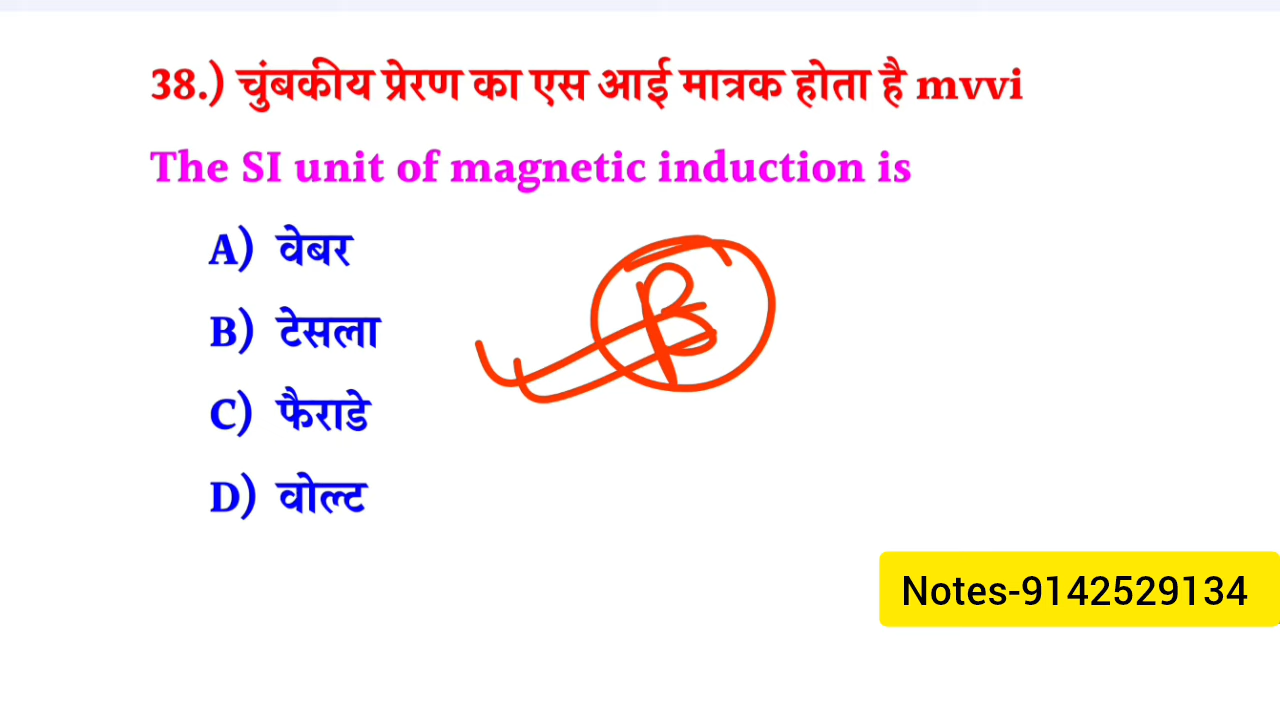 38.) चुंबकीय प्रेरण का एस आई मात्रक होता है mvvi
The SI unit of magnetic induction is
A) वेबर
B) टेसला
B
C) फैराडे
D) वोल्ट
Notes-9142529134